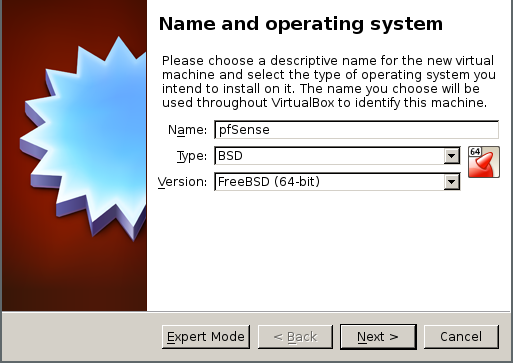 Name and operating system
Please choose a descriptive name for the new virtual
machine and select the type of operating system you
intend to install on it. The name you choose will be
used throughout VirtualBox to identify this machine.
Name: pfSense
Type: BSD
64
Version: FreeBSD (64-bit)
Expert Mode < Back Next > Cancel